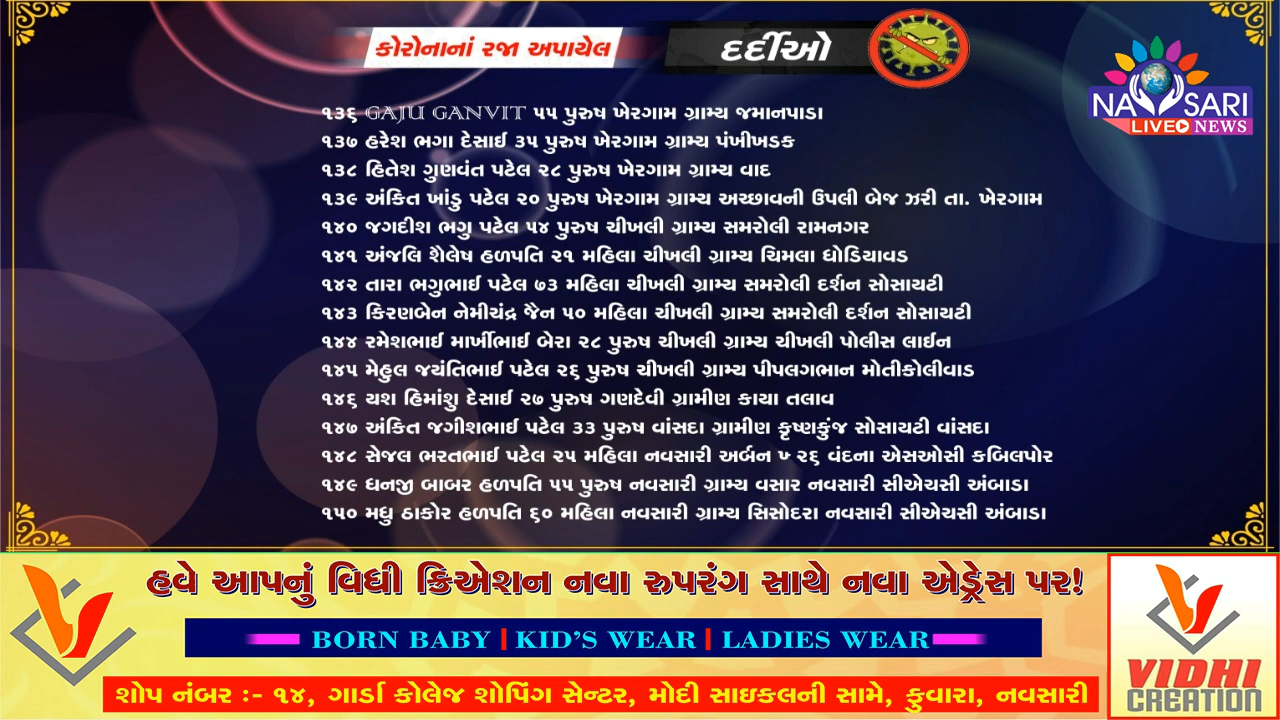 કોરોનાનાં રજા અપાયેલ દર્દીઓ
NAVSARI
LIVE NEWS
૧૩૬ GAJU GANVIT ૫૫ પુરુષ ખેરગામ ગ્રામ્ય જમાનપાડા
૧૩૭ હરેશ ભગા દેસાઈ ૩૫ પુરુષ ખેરગામ ગ્રામ્ય પંખીખડક
૧૩૮ હિતેશ ગુણવંત પટેલ ૨૮ પુરુષ ખેરગામ ગ્રામ્ય વાદ
૧૩૯ અંકિત ખાંડુ પટેલ ૨૦ પુરુષ ખેરગામ ગ્રામ્ય અચ્છાવની ઉપલી બેજ ઝરી તા. ખેરગામ
૧૪૦ જગદીશ ભગુ પટેલ ૫૪ પુરુષ ચીખલી ગ્રામ્ય સમરોલી રામનગર
૧૪૧ અંજલિ શૈલેષ હળપતિ ૨૧ મહિલા ચીખલી ગ્રામ્ય ચિમલા ધોડિયાવડ
૧૪૨ તારા ભગુભાઈ પટેલ ૭૩ મહિલા ચીખલી ગ્રામ્ય સમરોલી દર્શન સોસાયટી
૧૪૩ કિરણબેન નેમીચંદ્ર જૈન ૫૦ મહિલા ચીખલી ગ્રામ્ય સમરોલી દર્શન સોસાયટી
૧૪૪ રમેશભાઈ માર્ખીભાઈ બેરા ૨૮ પુરુષ ચીખલી ગ્રામ્ય ચીખલી પોલીસ લાઈન
૧૪૫ મેહુલ જયંતિભાઈ પટેલ ૨૬ પુરુષ ચીખલી ગ્રામ્ય પીપલગભાન મોતીકોલીવાડ
૧૪૬ યશ હિમાંશુ દેસાઈ ૨૭ પુરુષ ગણદેવી ગ્રામીણ કાચા તલાવ
૧૪૭ અંકિત જગીશભાઈ પટેલ ૩૩ પુરુષ વાંસદા ગ્રામીણ કૃષ્ણકુંજ સોસાયટી વાંસદા
૧૪૮ સેજલ ભરતભાઈ પટેલ ૨૫ મહિલા નવસારી અર્બન ૨૬ વંદના એસઓસી કબિલપોર
૧૪૯ ધનજી બાબર હળપતિ ૫૫ પુરુષ નવસારી ગ્રામ્ય વસાર નવસારી સીએચસી અંબાડા
૧૫૦ મધુ ઠાકોર હળપતિ ૬૦ મહિલા નવસારી ગ્રામ્ય સિસોદરા નવસારી સીએચસી અંબાડા
હવે આપનું વિધી ક્રિએશન નવા રુપરંગ સાથે નવા એડ્રેસ પર!
BORN BABY | KID'S WEAR | LADIES WEAR
શોપ નંબર :- ૧૪, ગાર્ડા કોલેજ શોપિંગ સેન્ટર, મોદી સાઇકલની સામે, ફુવારા, નવસારી
VIDHI
CREATION